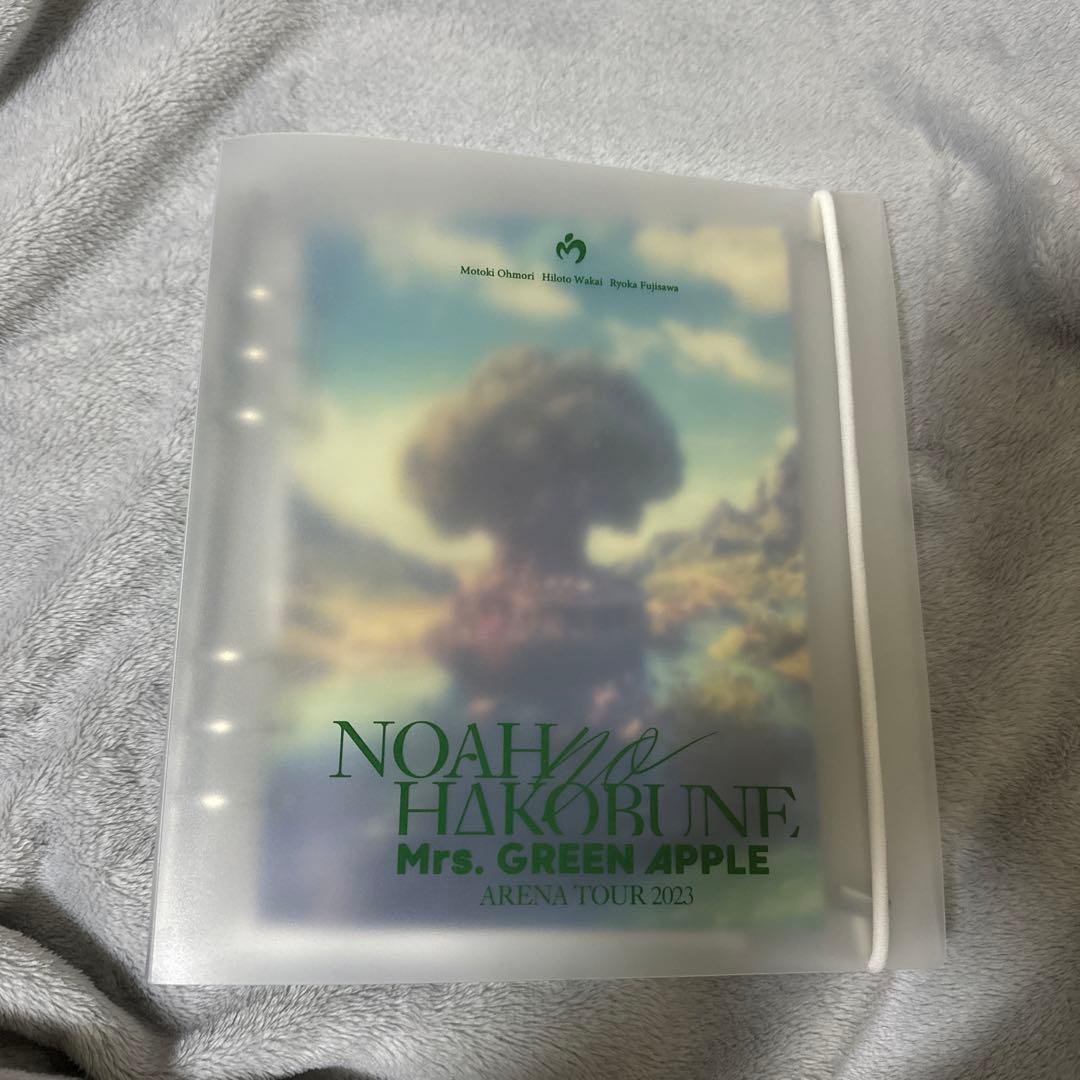 Motoki Ohmori Hiloto Wakai Ryoka Fujisawa
NOAH no
HAKOBUNE
Mrs. GREEN APPLE
ARENA TOUR 2023